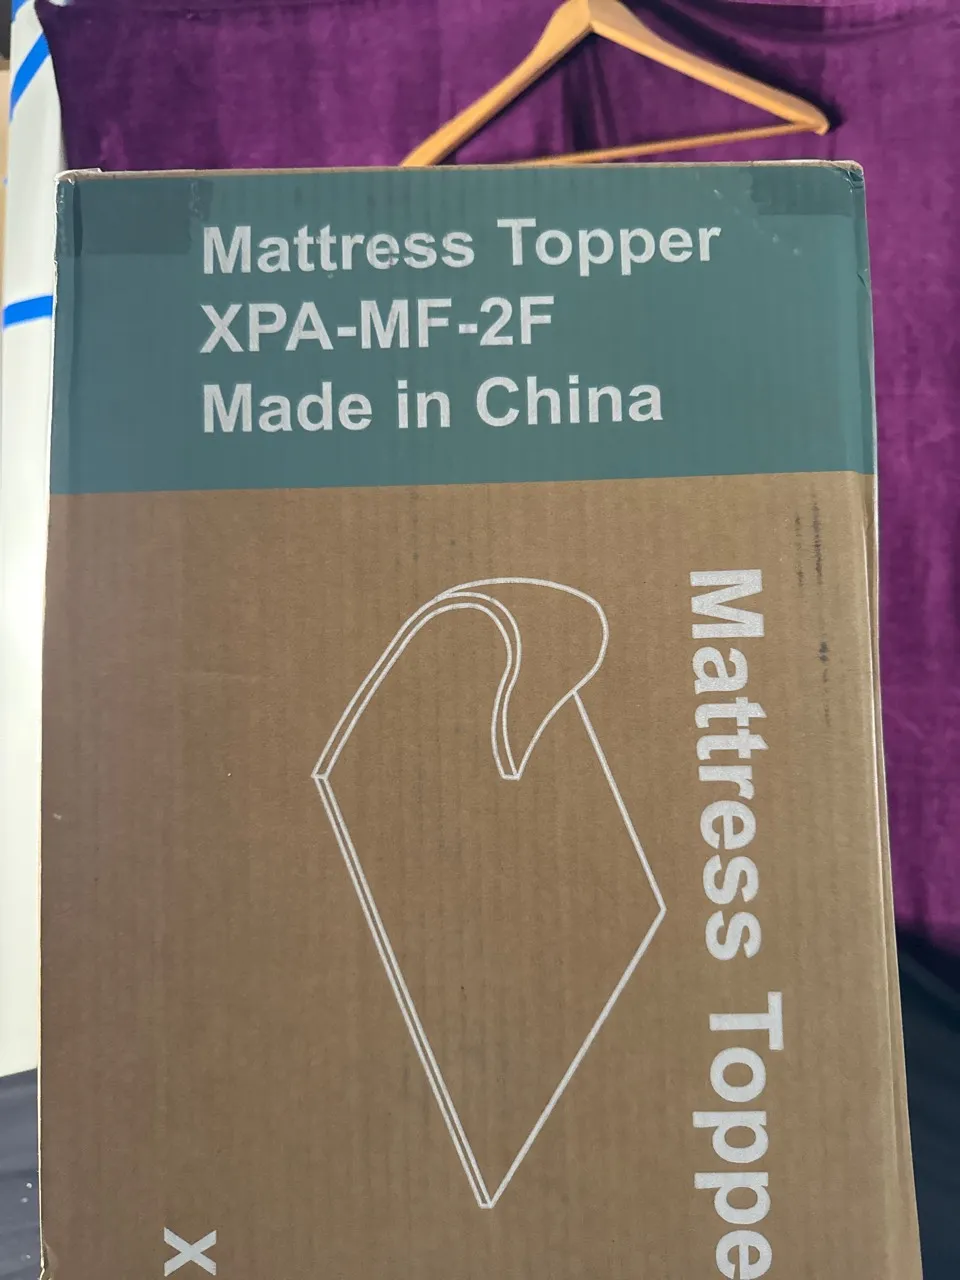 Mattress Topper
XPA-MF-2F
Made in China
Mattress Toppe
X